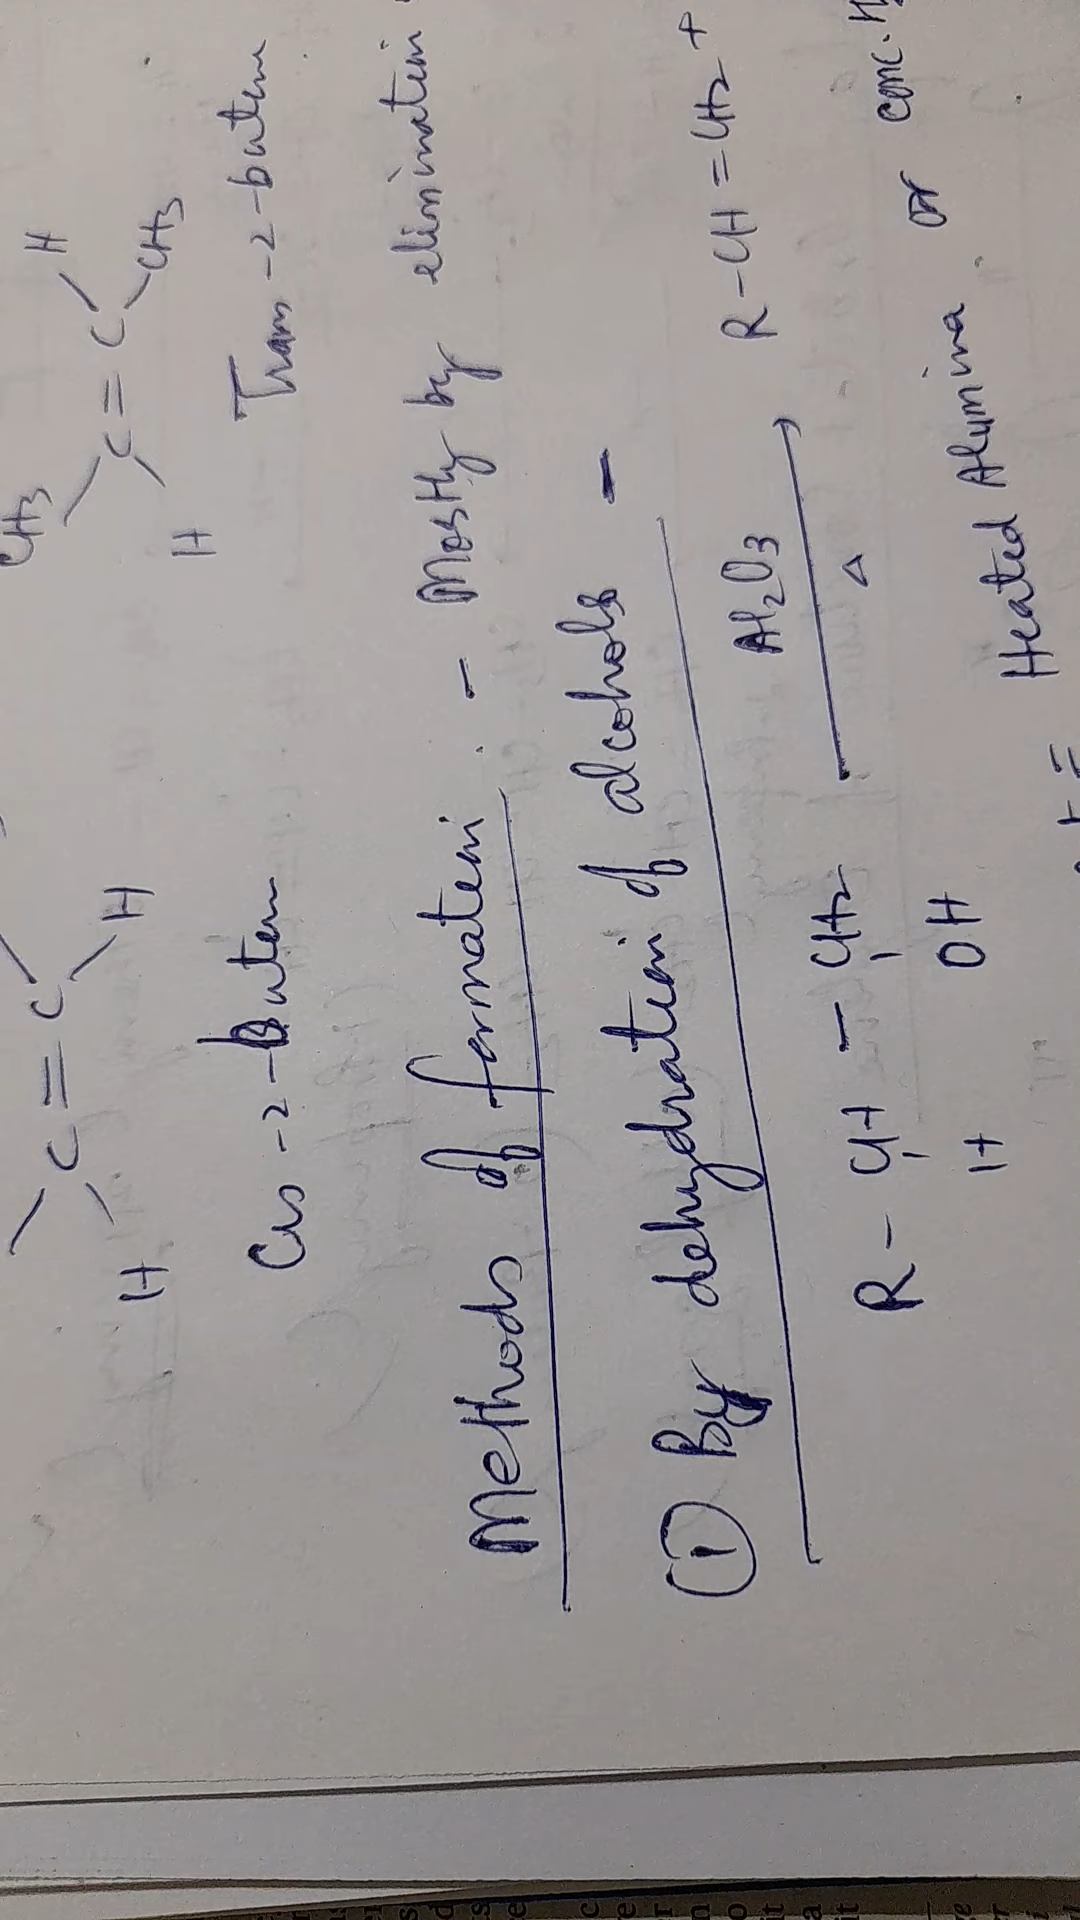 CH3 H
C = C C = C
H H H CH3
Cis-2-Buten Trans-2-buten
Methods of formation - Mostly by elimination
① By dehydration of alcohols -
R - CH - CH2 Al2O3 R - CH = CH2 +
H OH Δ
Heated Alumina or conc. H